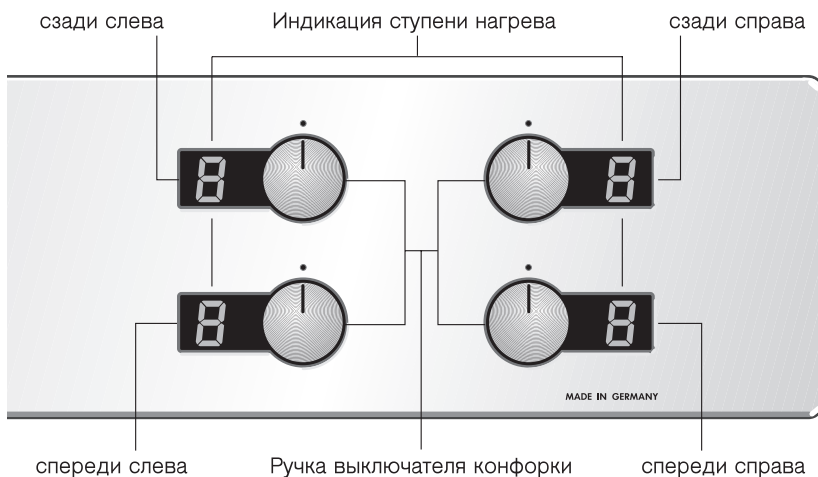 сзади слева
Индикация ступени нагрева
сзади справа
8
8
8
8
MADE IN GERMANY
спереди слева
Ручка выключателя конфорки
спереди справа